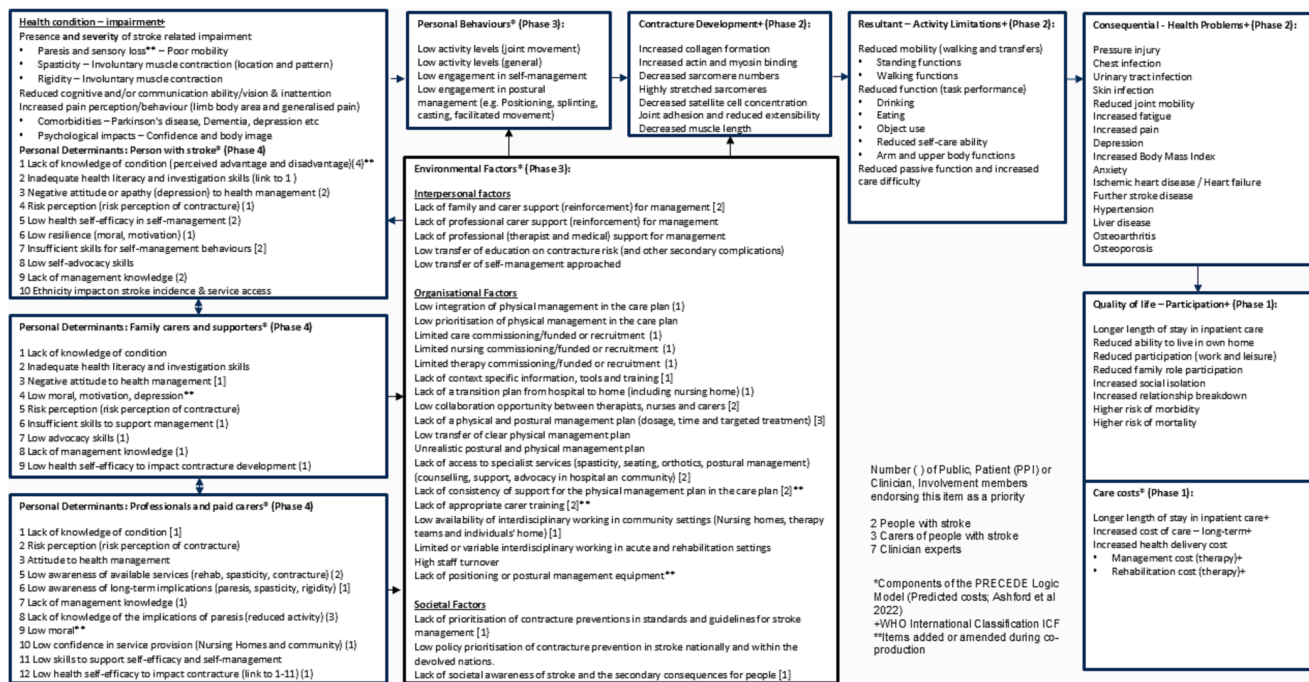 Health condition – impairment+
Presence and severity of stroke related impairment
• Paresis and sensory loss** – Poor mobility
• Spasticity – Involuntary muscle contraction (location and pattern)
• Rigidity – Involuntary muscle contraction
Reduced cognitive and/or communication ability/vision & inattention
Increased pain perception/behaviour (limb body area and generalised pain)
• Comorbidities – Parkinson's disease, Dementia, depression etc
• Psychological impacts – Confidence and body image
Personal Determinants: Person with stroke* (Phase 4)
1 Lack of knowledge of condition (perceived advantage and disadvantage)(4)**
2 Inadequate health literacy and investigation skills (link to 1 )
3 Negative attitude or apathy (depression) to health management (2)
4 Risk perception (risk perception of contracture) (1)
5 Low health self-efficacy in self-management (2)
6 Low resilience (moral, motivation) (1)
7 Insufficient skills for self-management behaviours [2]
8 Low self-advocacy skills
9 Lack of management knowledge (2)
10 Ethnicity impact on stroke incidence & service access
Personal Determinants: Family carers and supporters* (Phase 4)
1 Lack of knowledge of condition
2 Inadequate health literacy and investigation skills
3 Negative attitude to health management [1]
4 Low moral, motivation, depression**
5 Risk perception (risk perception of contracture)
6 Insufficient skills to support management (1)
7 Low advocacy skills (1)
8 Lack of management knowledge (1)
9 Low health self-efficacy to impact contracture development (1)
Personal Determinants: Professionals and paid carers* (Phase 4)
1 Lack of knowledge of condition [1]
2 Risk perception (risk perception of contracture)
3 Attitude to health management
5 Low awareness of available services (rehab, spasticity, contracture) (2)
6 Low awareness of long-term implications (paresis, spasticity, rigidity) [1]
7 Lack of management knowledge (1)
8 Lack of knowledge of the implications of paresis (reduced activity) (3)
9 Low moral**
10 Low confidence in service provision (Nursing Homes and community) (1)
11 Low skills to support self-efficacy and self-management
12 Low health self-efficacy to impact contracture (link to 1-11) (1)
Personal Behaviours* (Phase 3):
Low activity levels (joint movement)
Low activity levels (general)
Low engagement in self-management
Low engagement in postural
management (e.g. Positioning, splinting,
casting, facilitated movement)
Contracture Development+ (Phase 2):
Increased collagen formation
Increased actin and myosin binding
Decreased sarcomere numbers
Highly stretched sarcomeres
Decreased satellite cell concentration
Joint adhesion and reduced extensibility
Decreased muscle length
Environmental Factors* (Phase 3):
Interpersonal factors
Lack of family and carer support (reinforcement) for management [2]
Lack of professional carer support (reinforcement) for management
Lack of professional (therapist and medical) support for management
Low transfer of education on contracture risk (and other secondary complications)
Low transfer of self-management approached
Organisational Factors
Low integration of physical management in the care plan (1)
Low prioritisation of physical management in the care plan
Limited care commissioning/funded or recruitment (1)
Limited nursing commissioning/funded or recruitment (1)
Limited therapy commissioning/funded or recruitment (1)
Lack of context specific information, tools and training [1]
Lack of a transition plan from hospital to home (including nursing home) (1)
Low collaboration opportunity between therapists, nurses and carers [2]
Lack of a physical and postural management plan (dosage, time and targeted treatment) [3]
Low transfer of clear physical management plan
Unrealistic postural and physical management plan
Lack of access to specialist services (spasticity, seating, orthotics, postural management)
(counselling, support, advocacy in hospital an community) [2]
Lack of consistency of support for the physical management plan in the care plan [2]**
Lack of appropriate carer training [2]**
Low availability of interdisciplinary working in community settings (Nursing homes, therapy
teams and individuals' home) [1]
Limited or variable interdisciplinary working in acute and rehabilitation settings
High staff turnover
Lack of positioning or postural management equipment**
Societal Factors
Lack of prioritisation of contracture preventions in standards and guidelines for stroke
management [1}
Low policy prioritisation of contracture prevention in stroke nationally and within the
devolved nations.
Lack of societal awareness of stroke and the secondary consequences for people [1]
Resultant – Activity Limitations+ (Phase 2):
Reduced mobility (walking and transfers)
• Standing functions
• Walking functions
Reduced function (task performance)
• Drinking
• Eating
• Object use
• Reduced self-care ability
• Arm and upper body functions
Reduced passive function and increased
care difficulty
Consequential - Health Problems+ (Phase 2):
Pressure injury
Chest infection
Urinary tract infection
Skin infection
Reduced joint mobility
Increased fatigue
Increased pain
Depression
Increased Body Mass Index
Anxiety
Ischemic heart disease / Heart failure
Further stroke disease
Hypertension
Liver disease
Osteoarthritis
Osteoporosis
Quality of life – Participation+ (Phase 1):
Longer length of stay in inpatient care
Reduced ability to live in own home
Reduced participation (work and leisure)
Reduced family role participation
Increased social isolation
Increased relationship breakdown
Higher risk of morbidity
Higher risk of mortality
Care costs* (Phase 1):
Longer length of stay in inpatient care+
Increased cost of care – long-term+
Increased health delivery cost
• Management cost (therapy)+
• Rehabilitation cost (therapy)+
Number ( ) of Public, Patient (PPI) or
Clinician, Involvement members
endorsing this item as a priority
2 People with stroke
3 Carers of people with stroke
7 Clinician experts
*Components of the PRECEDE Logic
Model (Predicted costs; Ashford et al
2022)
+WHO International Classification ICF
**Items added or amended during co-
production